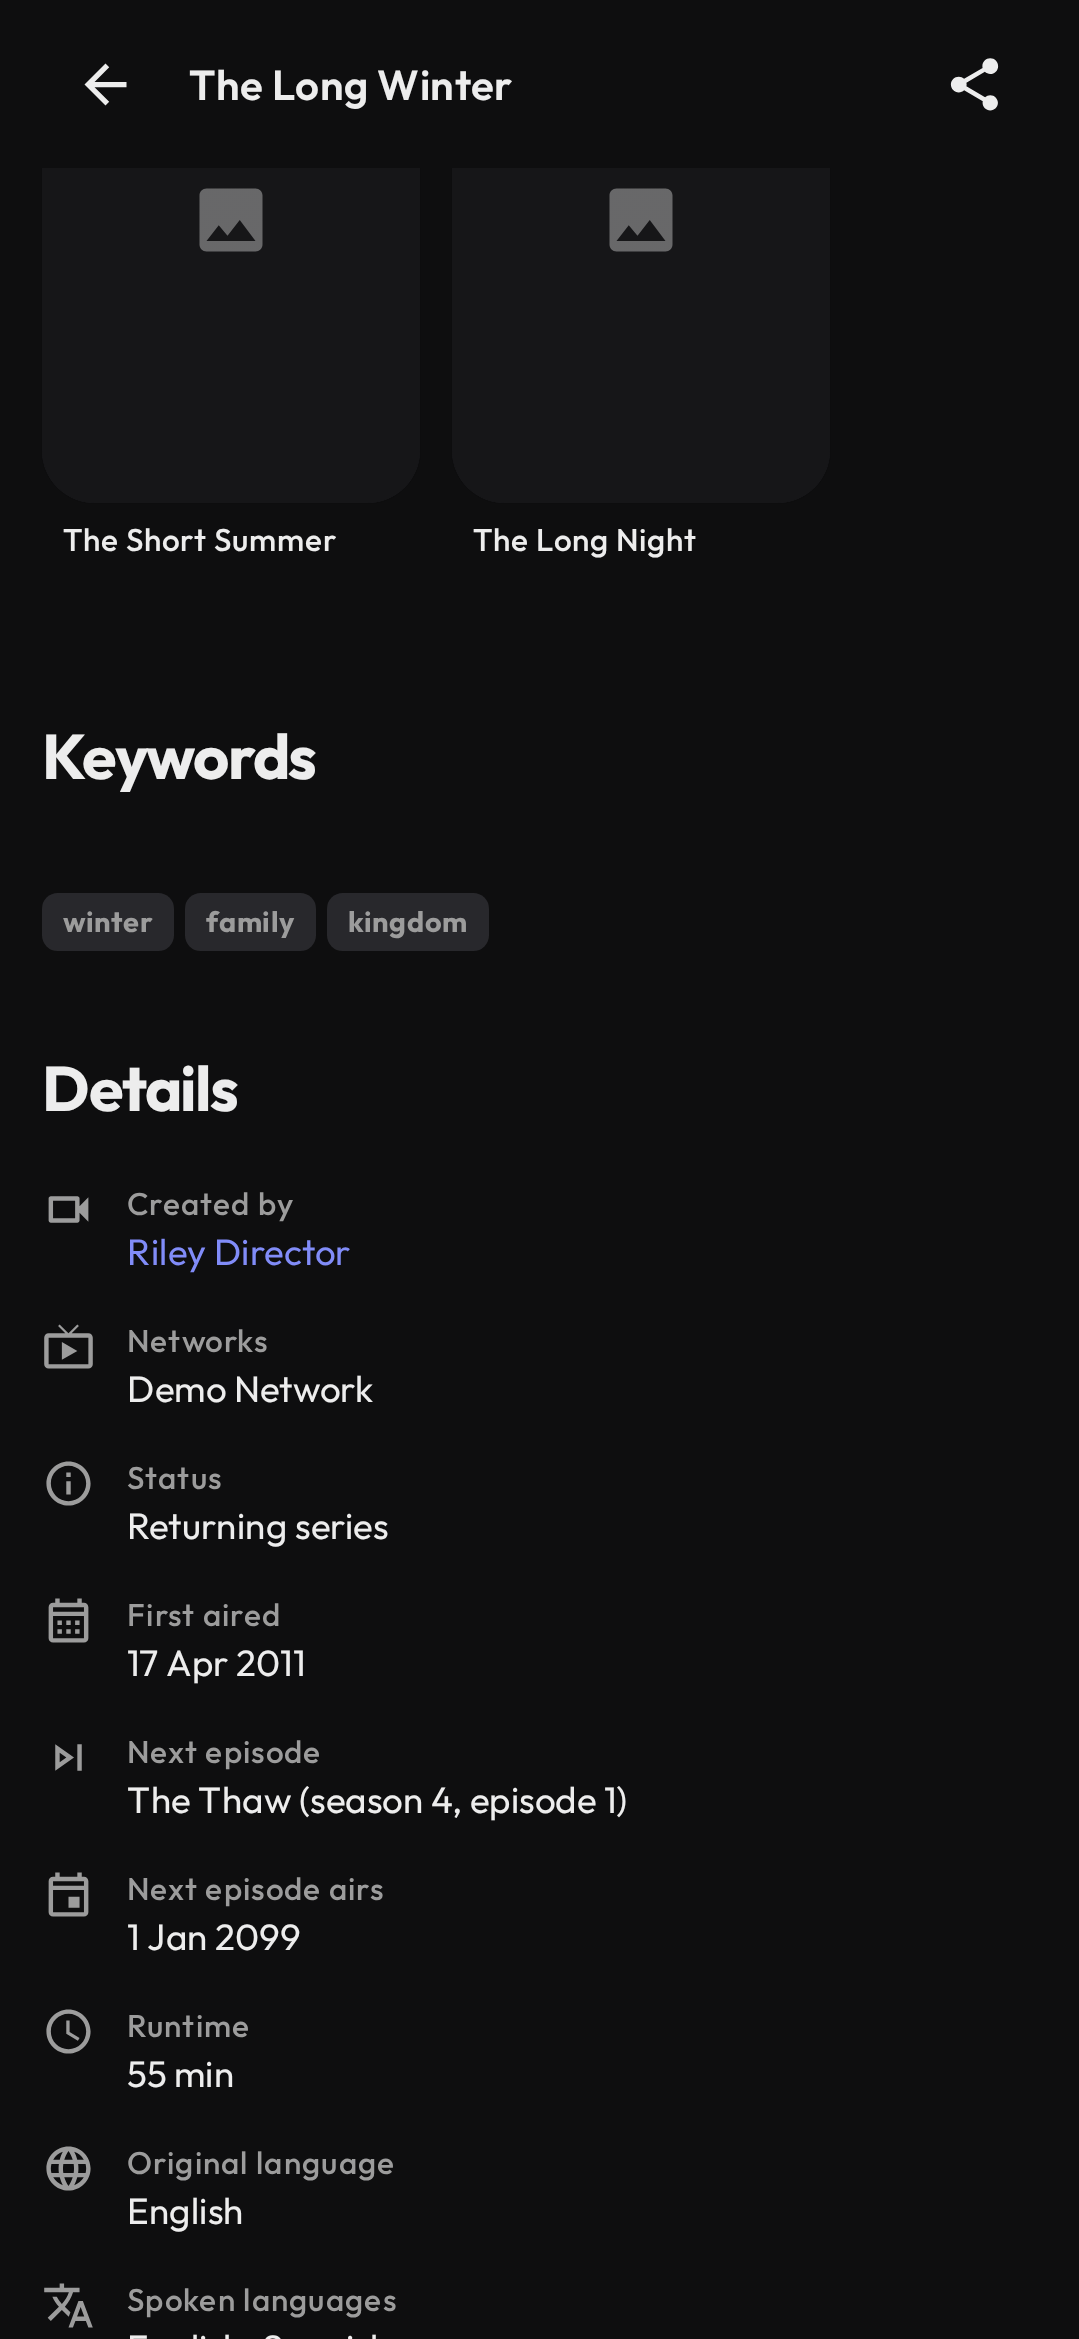 The Long Winter
The Short Summer
The Long Night
Keywords
winter
family
kingdom
Details
Created by
Riley Director
Networks
Demo Network
Status
Returning series
First aired
17 Apr 2011
Next episode
The Thaw (season 4, episode 1)
Next episode airs
1 Jan 2099
Runtime
55 min
Original language
English
Spoken languages